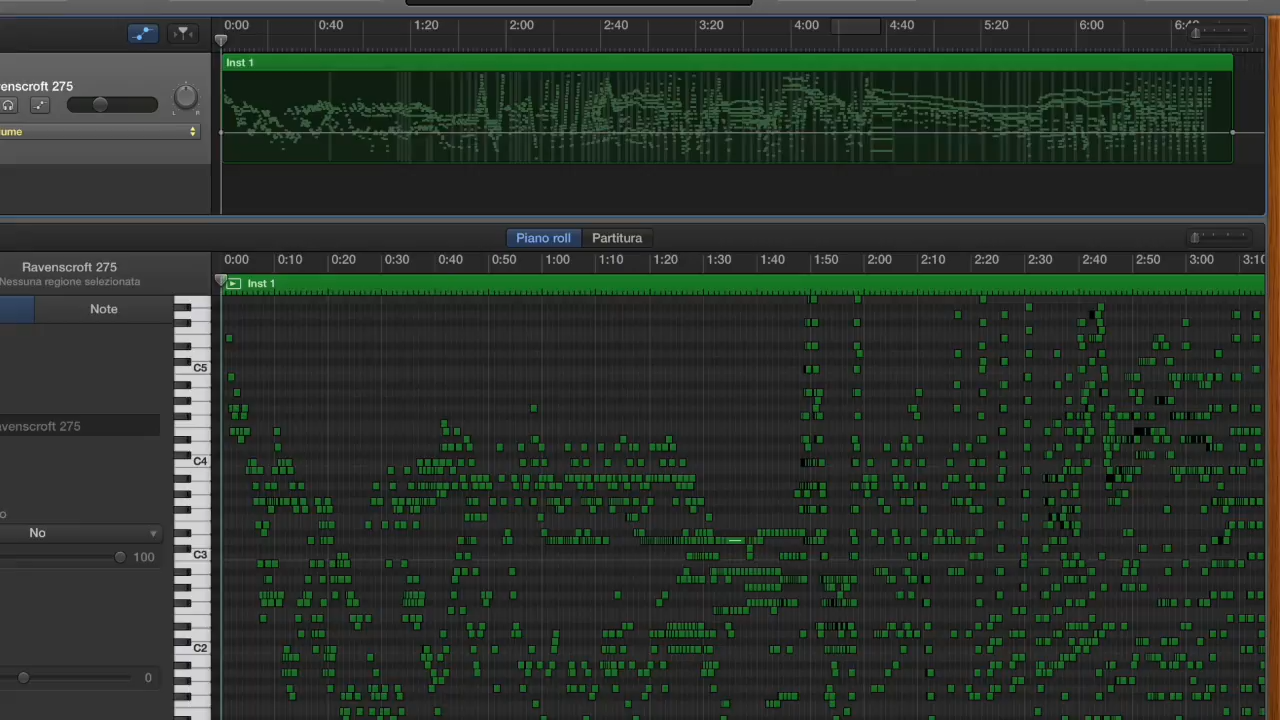 0:00 0:40 1:20 2:00 2:40 3:20 4:00 4:40 5:20 6:00 6:4
Inst 1
enscroft 275
L R
ume
Piano roll Partitura
0:00 0:10 0:20 0:30 0:40 0:50 1:00 1:10 1:20 1:30 1:40 1:50 2:00 2:10 2:20 2:30 2:40 2:50 3:00 3:10
Ravenscroft 275
Nessuna regione selezionata
Inst 1
Note
C5
venscroft 275
C4
o
No
C3
100
C2
0